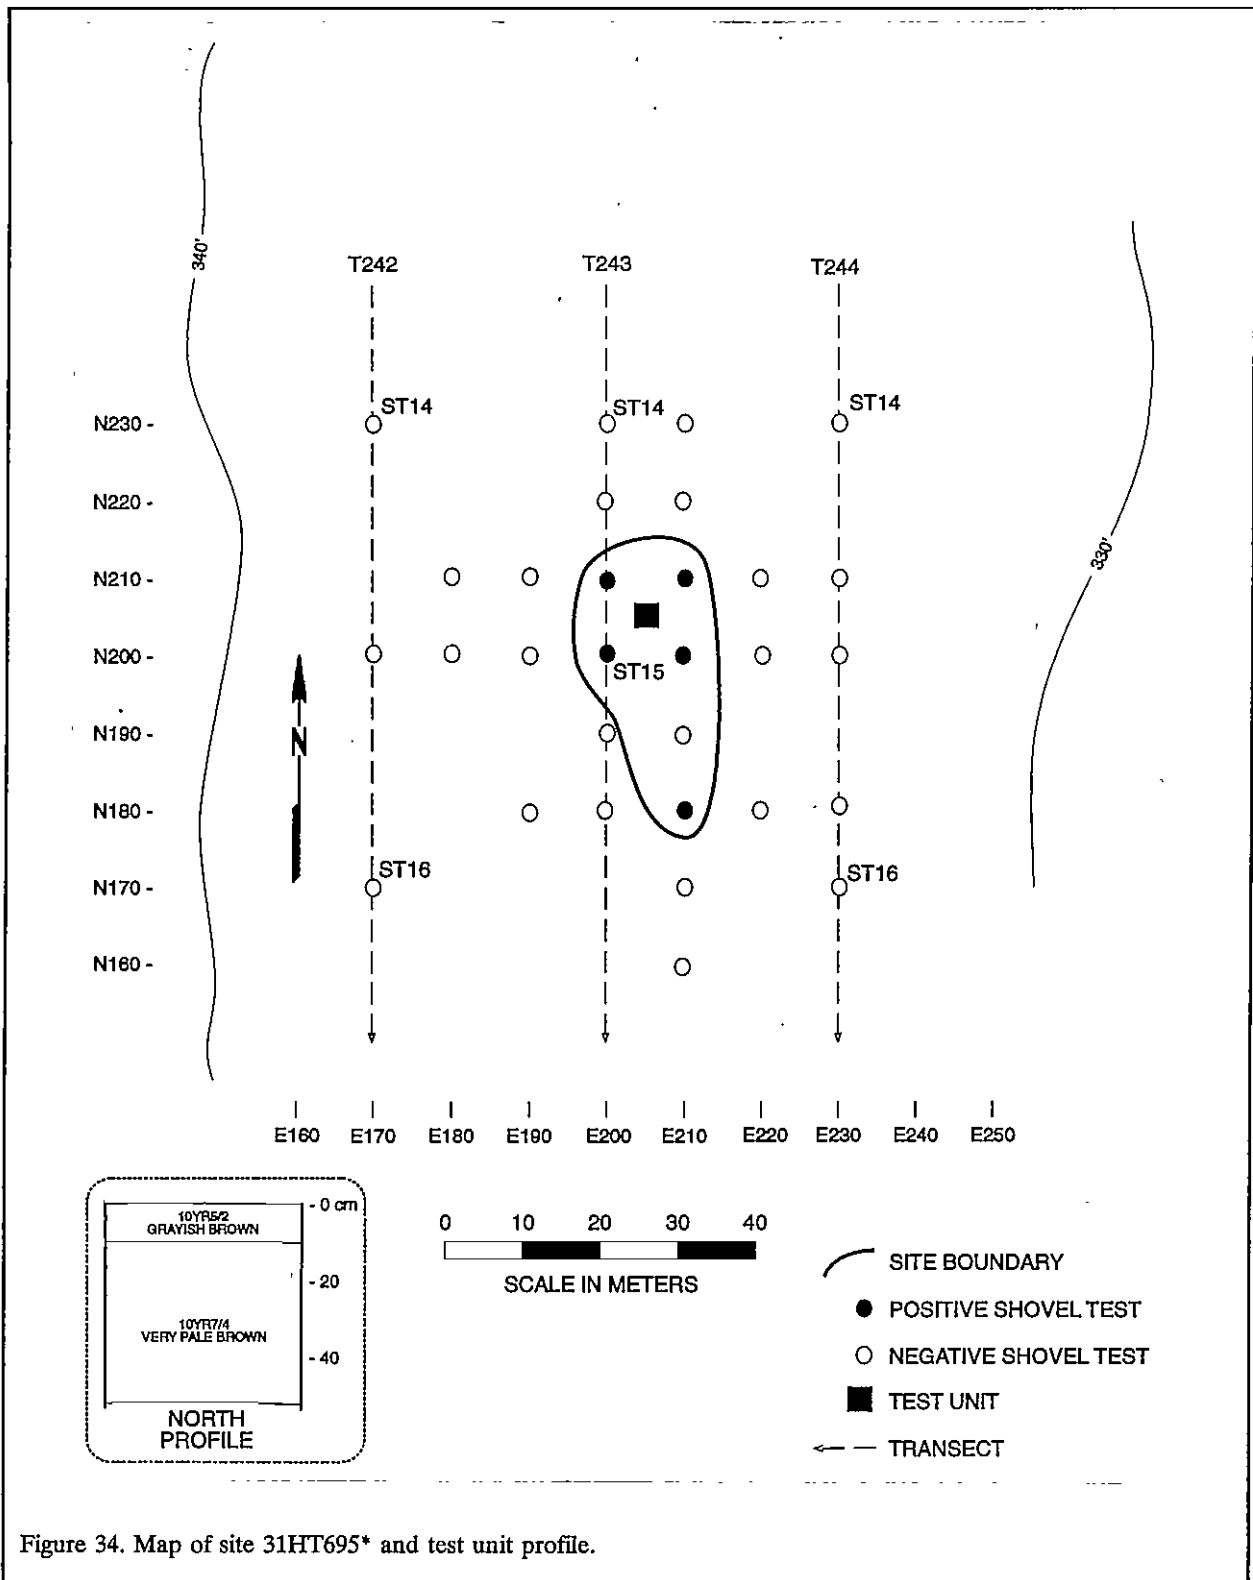 340'
T242
T243
T244
330'
N230 -
ST14
ST14
ST14
N220 -
N210 -
N200 -
ST15
N190 -
N
N180 -
N170 -
ST16
ST16
N160 -
E160 E170 E180 E190 E200 E210 E220 E230 E240 E250
10YR5/2
GRAYISH BROWN
- 0 cm
- 20
10YR7/4
VERY PALE BROWN
- 40
NORTH
PROFILE
0 10 20 30 40
SCALE IN METERS
SITE BOUNDARY
POSITIVE SHOVEL TEST
NEGATIVE SHOVEL TEST
TEST UNIT
TRANSECT
Figure 34. Map of site 31HT695* and test unit profile.